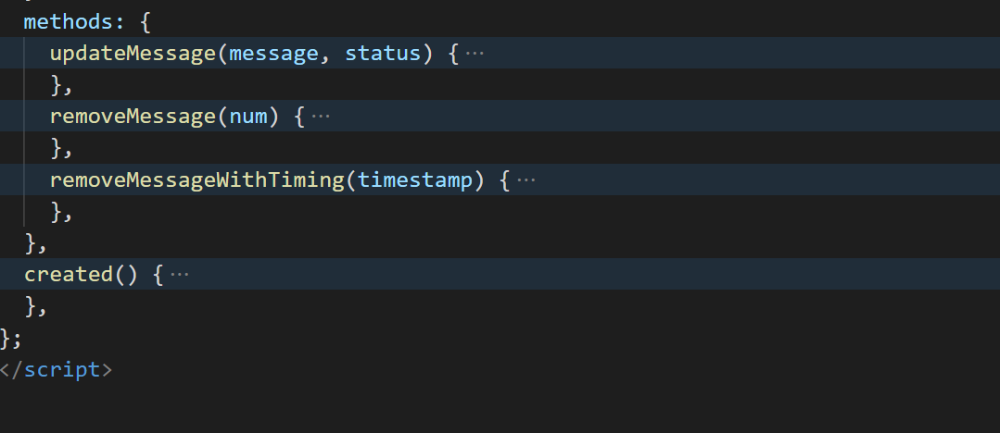 methods: {
updateMessage(message, status) {···
},
removeMessage(num) {···
},
removeMessageWithTiming(timestamp) {···
},
},
created() {···
},
};
</script>